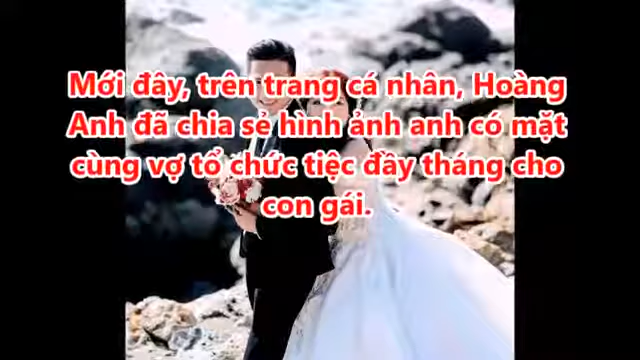 Mới đây, trên trang cá nhân, Hoàng
Anh đã chia sẻ hình ảnh anh có mặt
cùng vợ tổ chức tiệc đầy tháng cho
con gái.